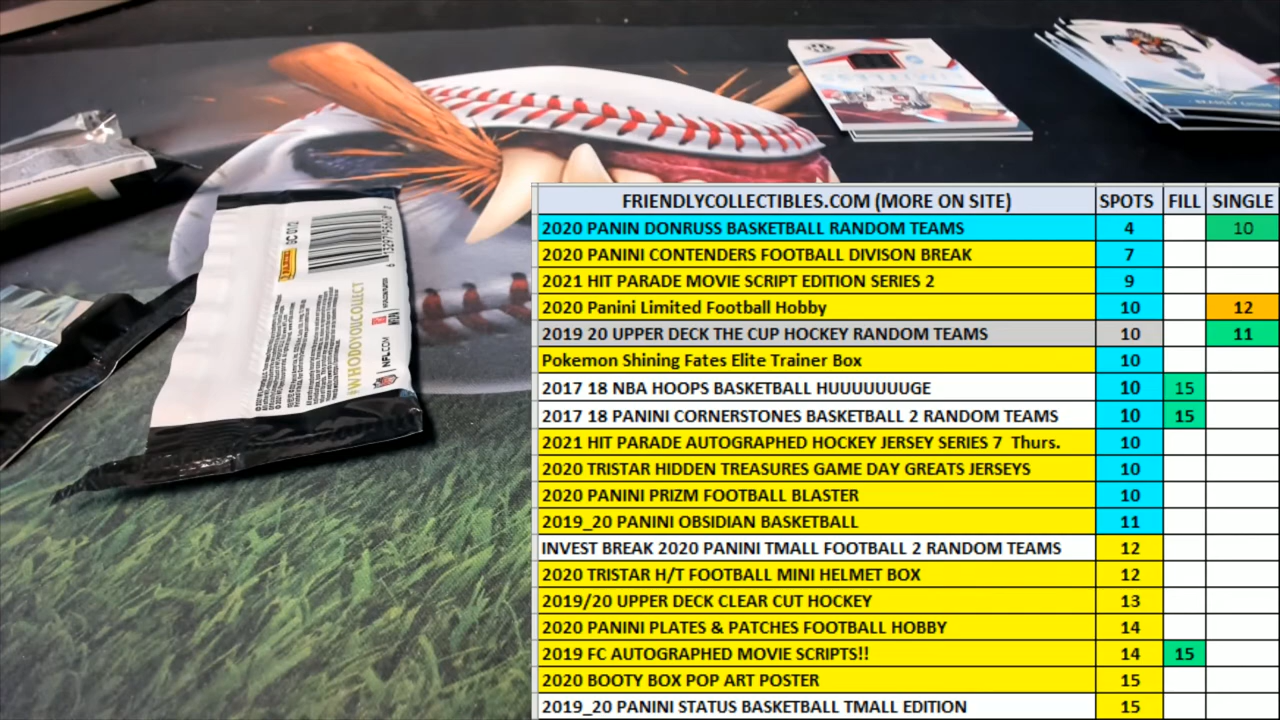 FRIENDLYCOLLECTIBLES.COM (MORE ON SITE) SPOTS FILL SINGLE
2020 PANIN DONRUSS BASKETBALL RANDOM TEAMS 4 10
2020 PANINI CONTENDERS FOOTBALL DIVISON BREAK 7
2021 HIT PARADE MOVIE SCRIPT EDITION SERIES 2 9
2020 Panini Limited Football Hobby 10 12
2019 20 UPPER DECK THE CUP HOCKEY RANDOM TEAMS 10 11
Pokemon Shining Fates Elite Trainer Box 10
2017 18 NBA HOOPS BASKETBALL HUUUUUUUGE 10 15
2017 18 PANINI CORNERSTONES BASKETBALL 2 RANDOM TEAMS 10 15
2021 HIT PARADE AUTOGRAPHED HOCKEY JERSEY SERIES 7 Thurs. 10
2020 TRISTAR HIDDEN TREASURES GAME DAY GREATS JERSEYS 10
2020 PANINI PRIZM FOOTBALL BLASTER 10
2019_20 PANINI OBSIDIAN BASKETBALL 11
INVEST BREAK 2020 PANINI TMALL FOOTBALL 2 RANDOM TEAMS 12
2020 TRISTAR H/T FOOTBALL MINI HELMET BOX 12
2019/20 UPPER DECK CLEAR CUT HOCKEY 13
2020 PANINI PLATES & PATCHES FOOTBALL HOBBY 14
2019 FC AUTOGRAPHED MOVIE SCRIPTS!! 14 15
2020 BOOTY BOX POP ART POSTER 15
2019_20 PANINI STATUS BASKETBALL TMALL EDITION 15
PANINI
#WHODOYOUCOLLECT
NFL.COM